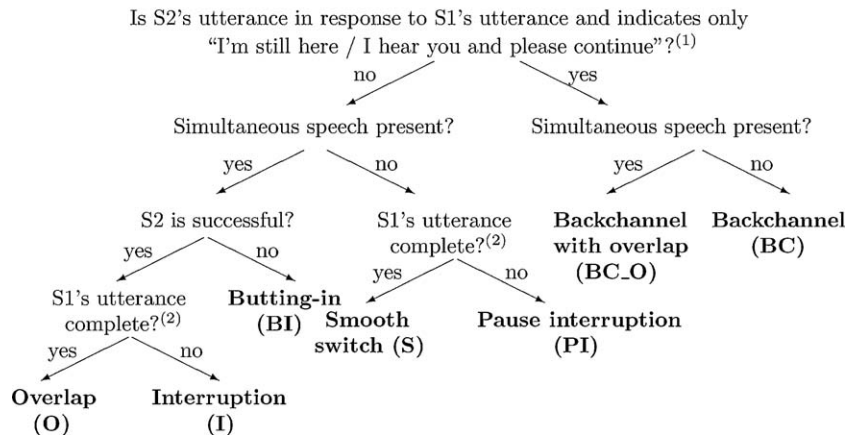 Is S2's utterance in response to S1's utterance and indicates only
"I'm still here / I hear you and please continue"?(1)
no
yes
Simultaneous speech present?
Simultaneous speech present?
yes
no
yes
no
S2 is successful?
S1's utterance
complete?(2)
Backchannel
with overlap
(BC_O)
Backchannel
(BC)
yes
no
yes
no
S1's utterance
complete?(2)
Butting-in
(BI)
Smooth
switch (S)
Pause interruption
(PI)
yes
no
Overlap
(O)
Interruption
(I)